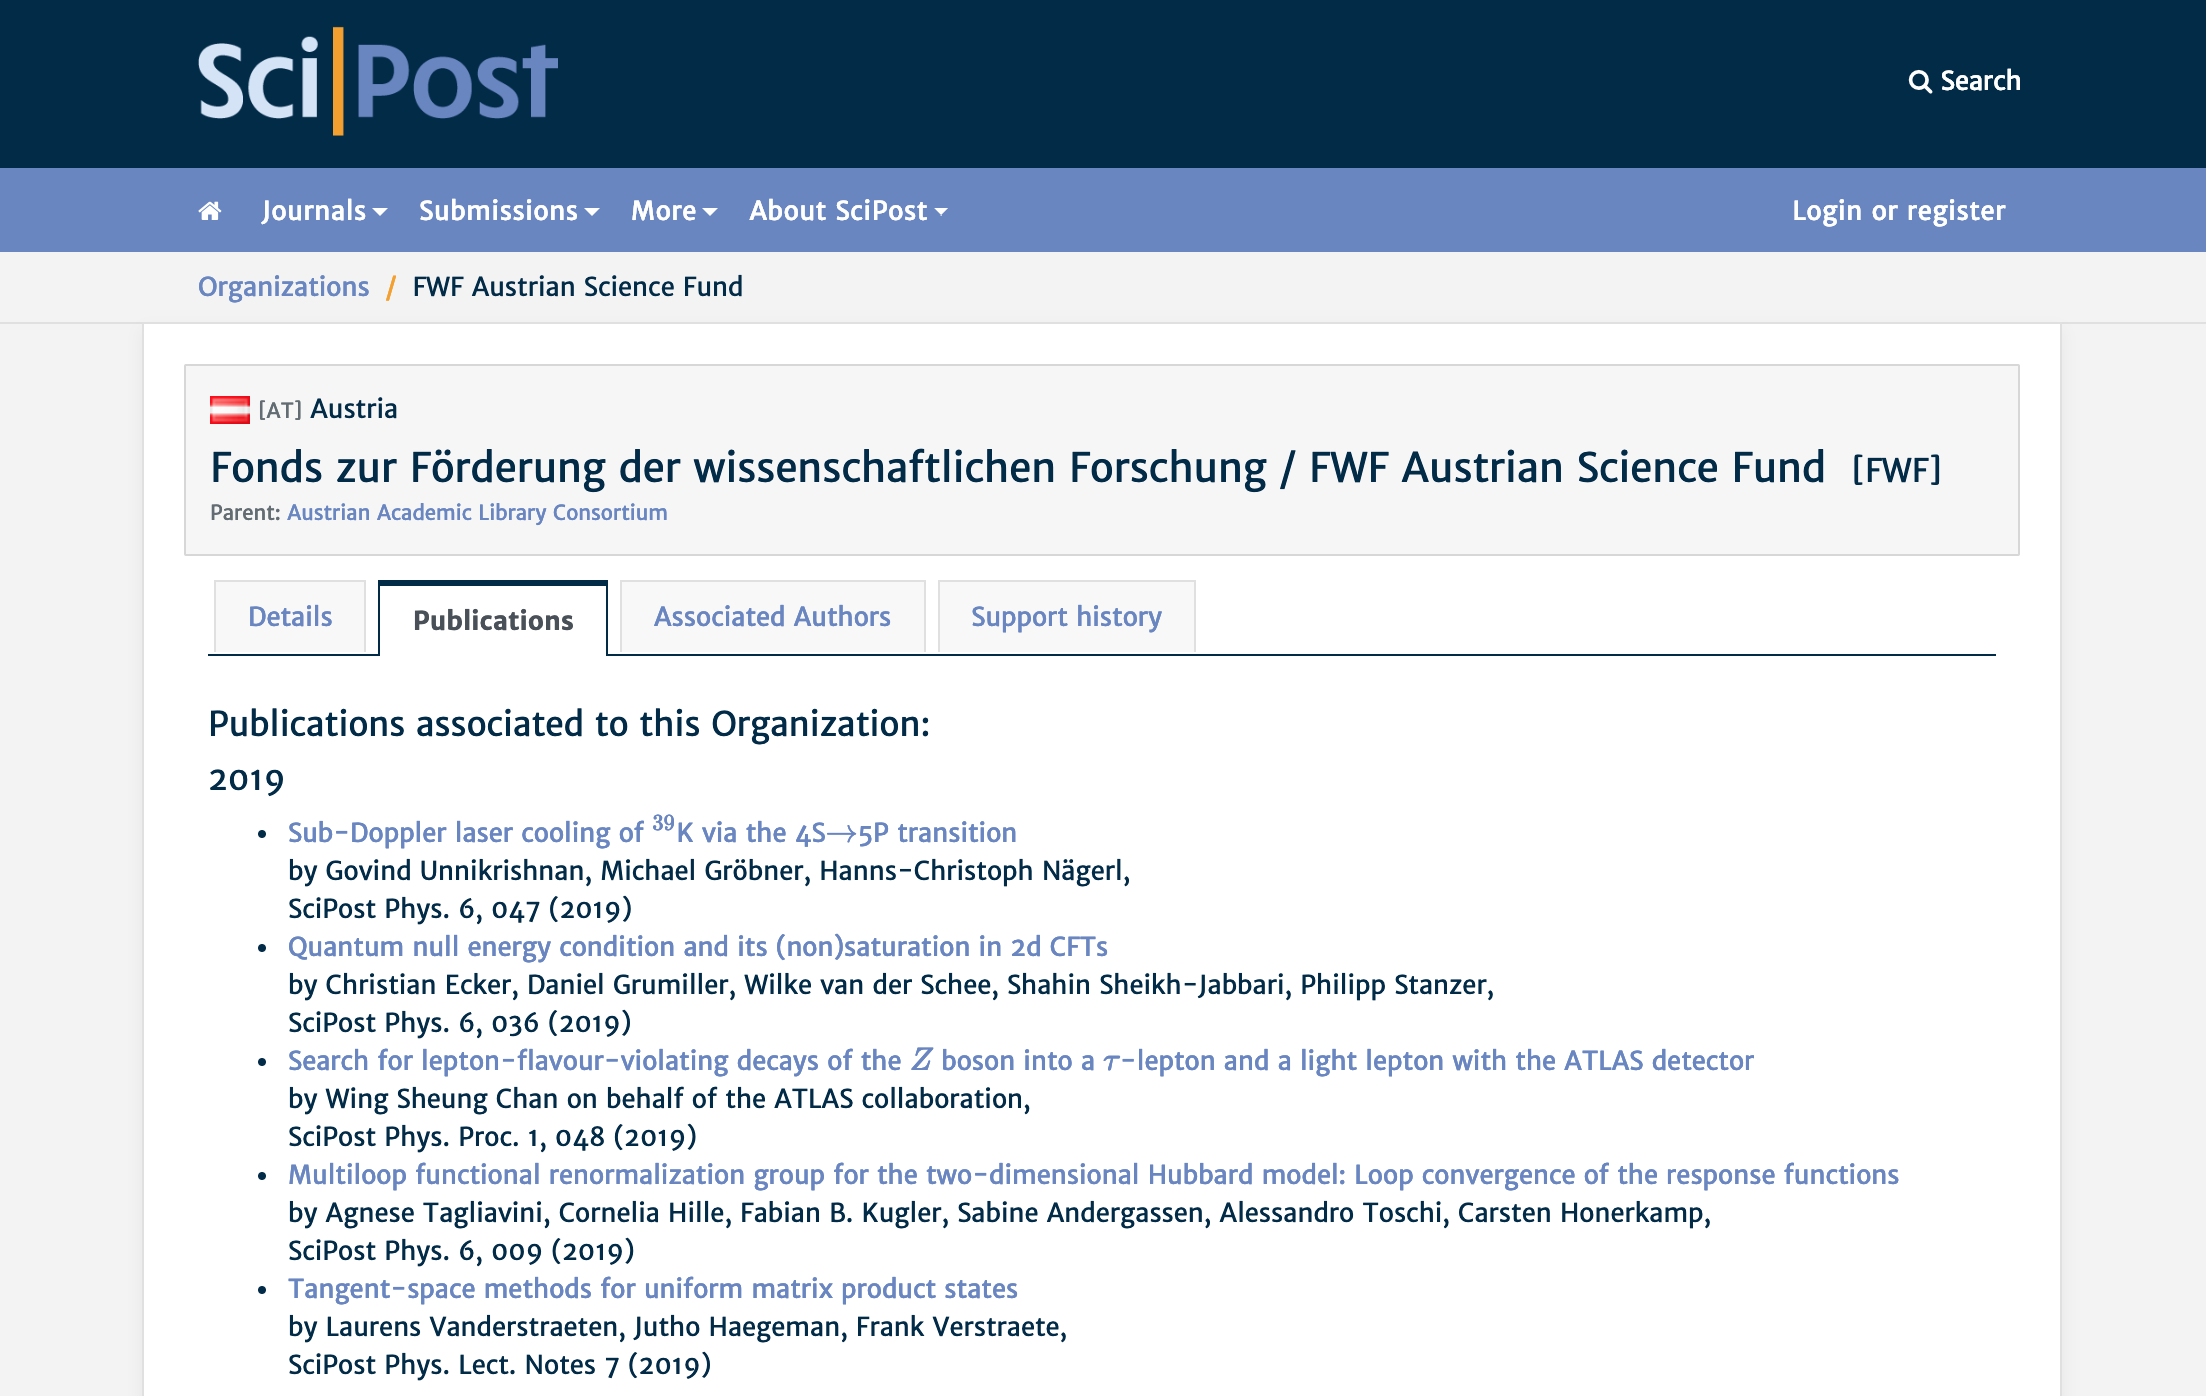 Sci|Post
Search
Journals Submissions More About SciPost Login or register
Organizations / FWF Austrian Science Fund
[AT] Austria
Fonds zur Förderung der wissenschaftlichen Forschung / FWF Austrian Science Fund [FWF]
Parent: Austrian Academic Library Consortium
Details Publications Associated Authors Support history
Publications associated to this Organization:
2019
• Sub-Doppler laser cooling of ³⁹K via the 4S→5P transition
by Govind Unnikrishnan, Michael Gröbner, Hanns-Christoph Nägerl,
SciPost Phys. 6, 047 (2019)
• Quantum null energy condition and its (non)saturation in 2d CFTs
by Christian Ecker, Daniel Grumiller, Wilke van der Schee, Shahin Sheikh-Jabbari, Philipp Stanzer,
SciPost Phys. 6, 036 (2019)
• Search for lepton-flavour-violating decays of the Z boson into a τ-lepton and a light lepton with the ATLAS detector
by Wing Sheung Chan on behalf of the ATLAS collaboration,
SciPost Phys. Proc. 1, 048 (2019)
• Multiloop functional renormalization group for the two-dimensional Hubbard model: Loop convergence of the response functions
by Agnese Tagliavini, Cornelia Hille, Fabian B. Kugler, Sabine Andergassen, Alessandro Toschi, Carsten Honerkamp,
SciPost Phys. 6, 009 (2019)
• Tangent-space methods for uniform matrix product states
by Laurens Vanderstraeten, Jutho Haegeman, Frank Verstraete,
SciPost Phys. Lect. Notes 7 (2019)